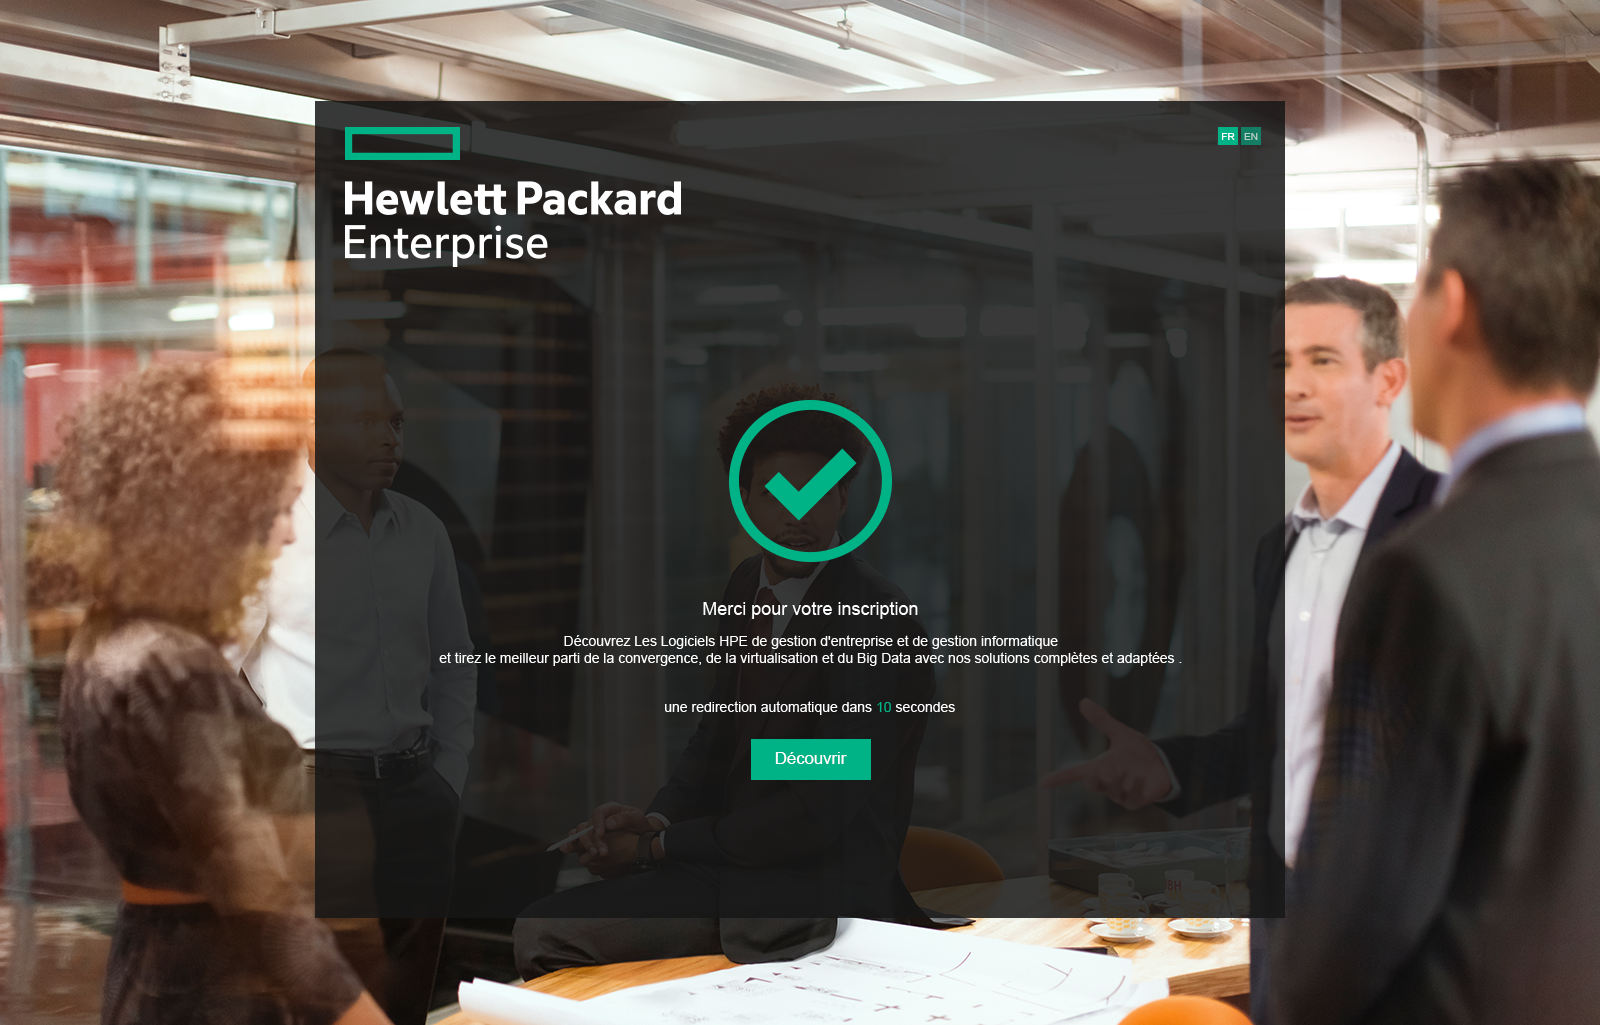 FR EN
Hewlett Packard
Enterprise
Merci pour votre inscription
Découvrez Les Logiciels HPE de gestion d'entreprise et de gestion informatique
et tirez le meilleur parti de la convergence, de la virtualisation et du Big Data avec nos solutions complètes et adaptées .
une redirection automatique dans 10 secondes
Découvrir